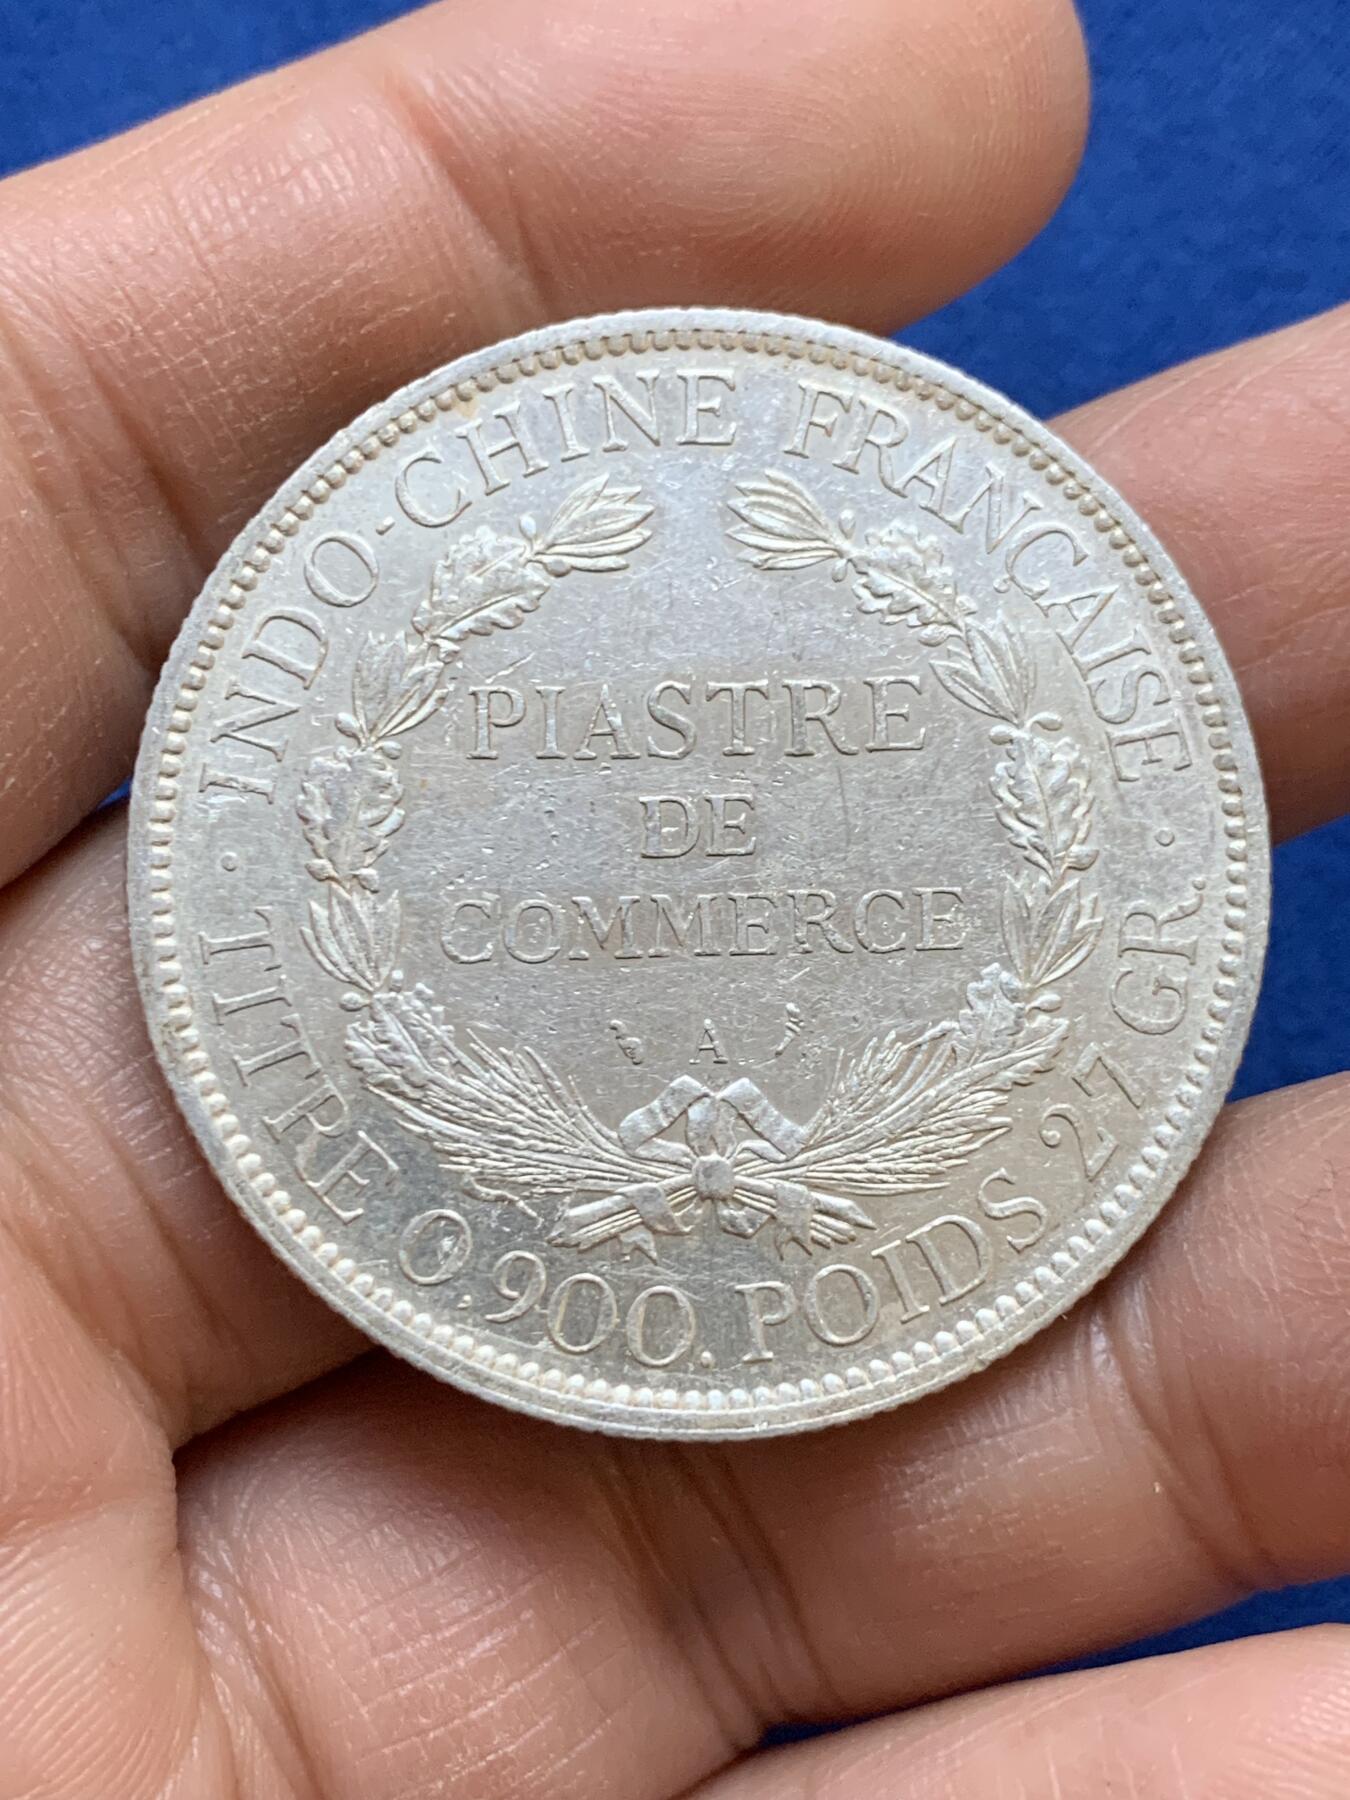 INDO-CHINE FRANÇAISE
PIASTRE
DE
COMMERCE
A
TITRE 0,900. POIDS 27 GR.